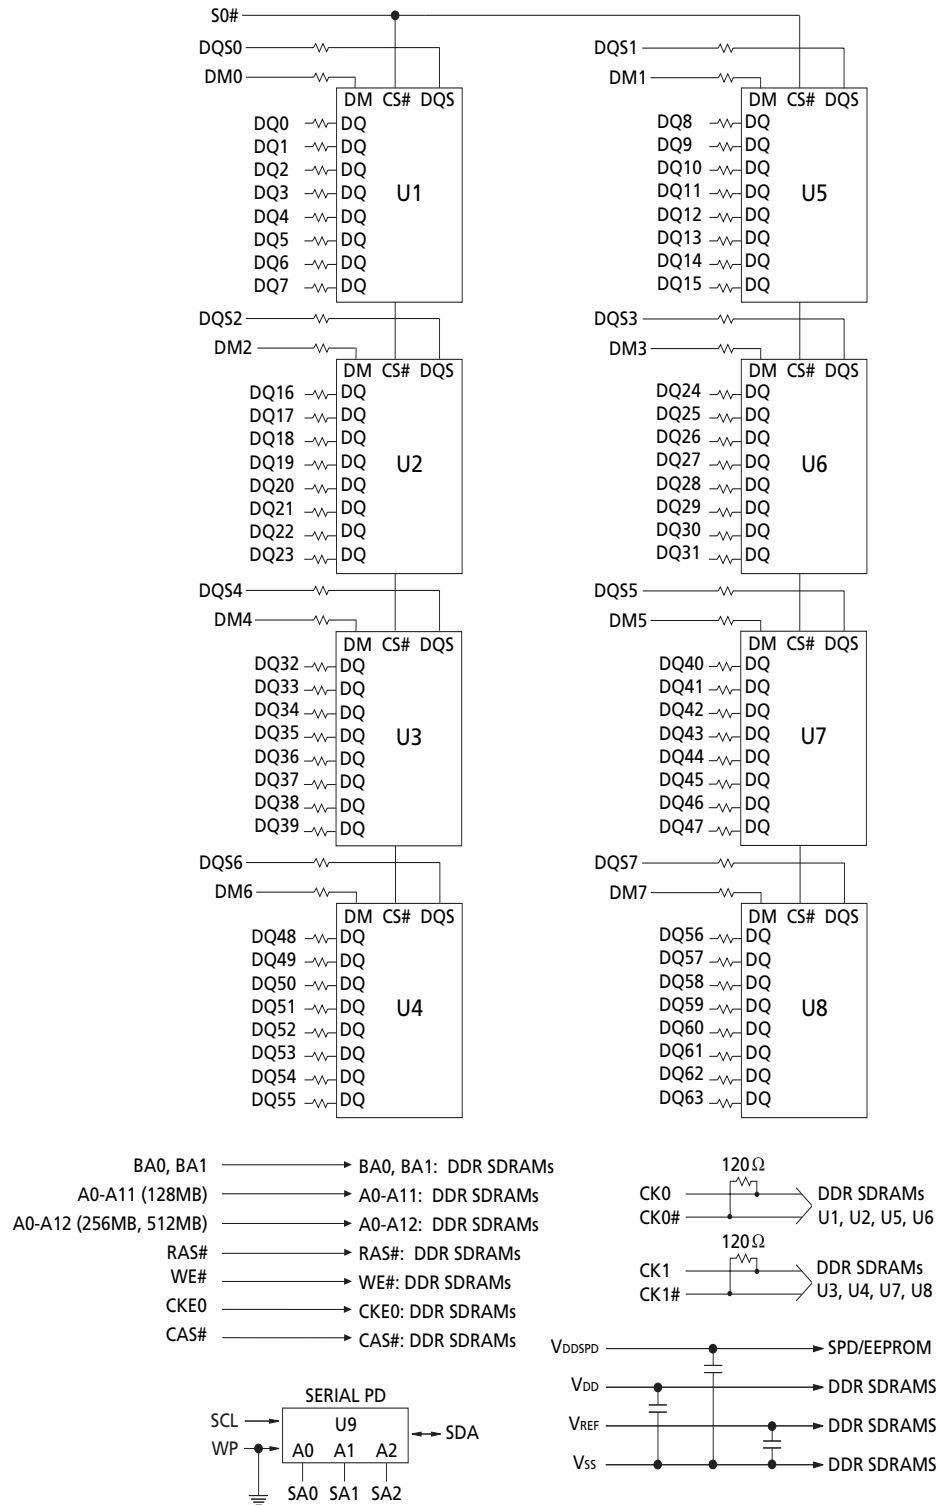 S0#
DQS0
DM0
DM CS# DQS
DQ0 DQ
DQ1 DQ
DQ2 DQ
DQ3 DQ
DQ4 DQ
DQ5 DQ
DQ6 DQ
DQ7 DQ
U1
DQS1
DM1
DM CS# DQS
DQ8 DQ
DQ9 DQ
DQ10 DQ
DQ11 DQ
DQ12 DQ
DQ13 DQ
DQ14 DQ
DQ15 DQ
U5
DQS2
DM2
DM CS# DQS
DQ16 DQ
DQ17 DQ
DQ18 DQ
DQ19 DQ
DQ20 DQ
DQ21 DQ
DQ22 DQ
DQ23 DQ
U2
DQS3
DM3
DM CS# DQS
DQ24 DQ
DQ25 DQ
DQ26 DQ
DQ27 DQ
DQ28 DQ
DQ29 DQ
DQ30 DQ
DQ31 DQ
U6
DQS4
DM4
DM CS# DQS
DQ32 DQ
DQ33 DQ
DQ34 DQ
DQ35 DQ
DQ36 DQ
DQ37 DQ
DQ38 DQ
DQ39 DQ
U3
DQS5
DM5
DM CS# DQS
DQ40 DQ
DQ41 DQ
DQ42 DQ
DQ43 DQ
DQ44 DQ
DQ45 DQ
DQ46 DQ
DQ47 DQ
U7
DQS6
DM6
DM CS# DQS
DQ48 DQ
DQ49 DQ
DQ50 DQ
DQ51 DQ
DQ52 DQ
DQ53 DQ
DQ54 DQ
DQ55 DQ
U4
DQS7
DM7
DM CS# DQS
DQ56 DQ
DQ57 DQ
DQ58 DQ
DQ59 DQ
DQ60 DQ
DQ61 DQ
DQ62 DQ
DQ63 DQ
U8
BA0, BA1 BA0, BA1: DDR SDRAMs
A0-A11 (128MB) A0-A11: DDR SDRAMs
A0-A12 (256MB, 512MB) A0-A12: DDR SDRAMs
RAS# RAS#: DDR SDRAMs
WE# WE#: DDR SDRAMs
CKE0 CKE0: DDR SDRAMs
CAS# CAS#: DDR SDRAMs
120Ω
CK0 DDR SDRAMs
CK0# U1, U2, U5, U6
120Ω
CK1 DDR SDRAMs
CK1# U3, U4, U7, U8
SERIAL PD
SCL U9
WP A0 A1 A2 SDA
SA0 SA1 SA2
VDDSPD SPD/EEPROM
VDD DDR SDRAMS
VREF DDR SDRAMS
VSS DDR SDRAMS